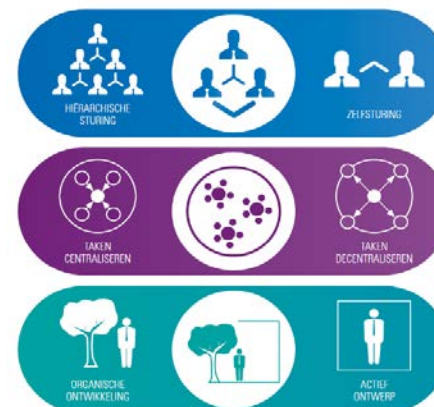 HIËRARCHISCHE
STURING
ZELFSTURING
TAKEN
CENTRALISEREN
TAKEN
DECENTRALISEREN
ORGANISCHE
ONTWIKKELING
ACTIEF
ONTWERP